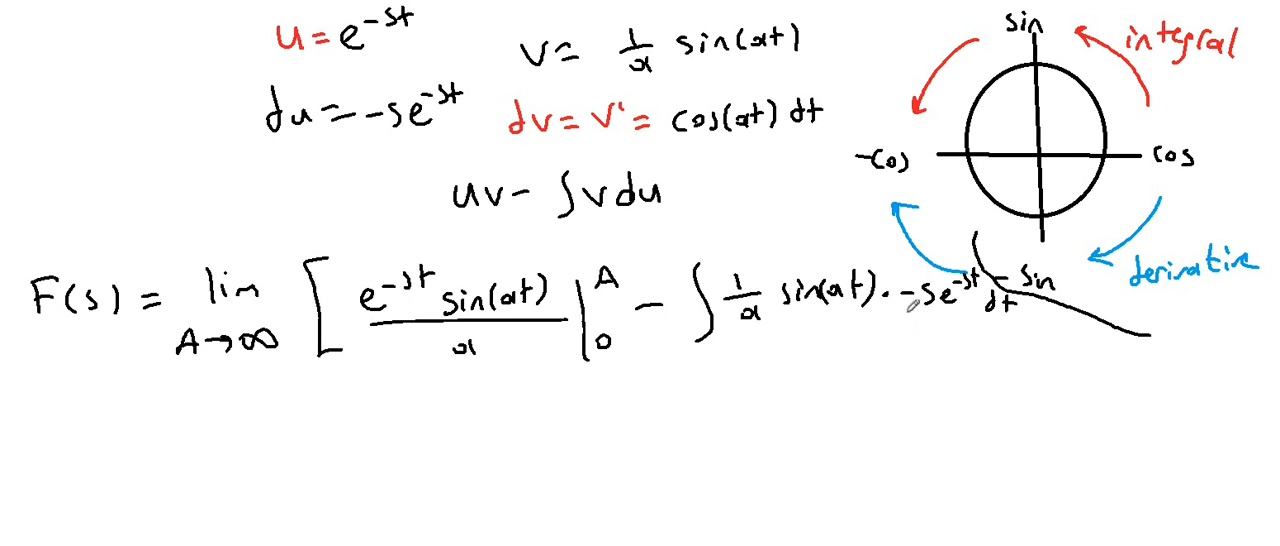 u = e^{-st}
v = 1/a sin(at)
du = -se^{-st}
dv = v' = cos(at) dt
uv - ∫vdu
sin
integral
-cos
cos
derivative
-sin
F(s) = lim A→∞ [ e^{-st} sin(at) / a |_0^A - ∫ 1/a sin(at) · -se^{-st} dt